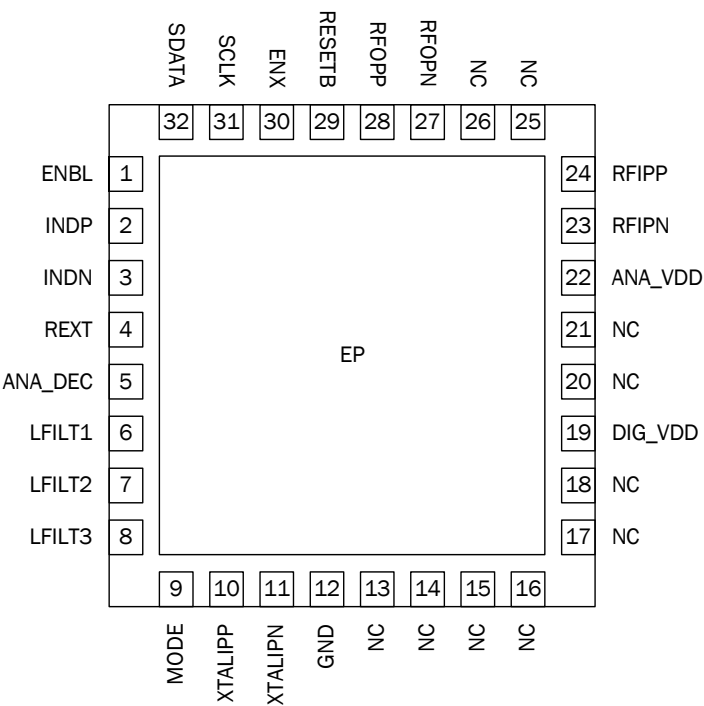 SDATA SCLK ENX RESETB RFOPP RFOPN NC NC
32 31 30 29 28 27 26 25
ENBL 1 24 RFIPP
INDP 2 23 RFIPN
INDN 3 22 ANA_VDD
REXT 4 21 NC
EP
ANA_DEC 5 20 NC
LFILT1 6 19 DIG_VDD
LFILT2 7 18 NC
LFILT3 8 17 NC
9 10 11 12 13 14 15 16
MODE XTALIPP XTALIPN GND NC NC NC NC